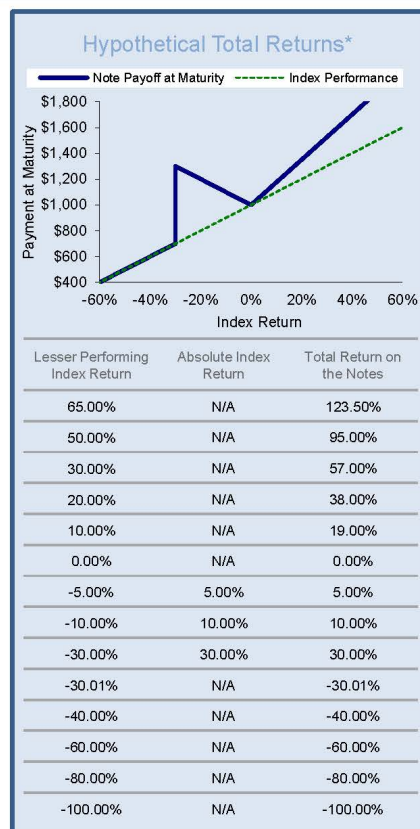 Hypothetical Total Returns*
Note Payoff at Maturity Index Performance
Payment at Maturity
$1,800
$1,600
$1,400
$1,200
$1,000
$800
$600
$400
-60% -40% -20% 0% 20% 40% 60%
Index Return
Lesser Performing Absolute Index Total Return on
Index Return Return the Notes
65.00% N/A 123.50%
50.00% N/A 95.00%
30.00% N/A 57.00%
20.00% N/A 38.00%
10.00% N/A 19.00%
0.00% N/A 0.00%
-5.00% 5.00% 5.00%
-10.00% 10.00% 10.00%
-30.00% 30.00% 30.00%
-30.01% N/A -30.01%
-40.00% N/A -40.00%
-60.00% N/A -60.00%
-80.00% N/A -80.00%
-100.00% N/A -100.00%